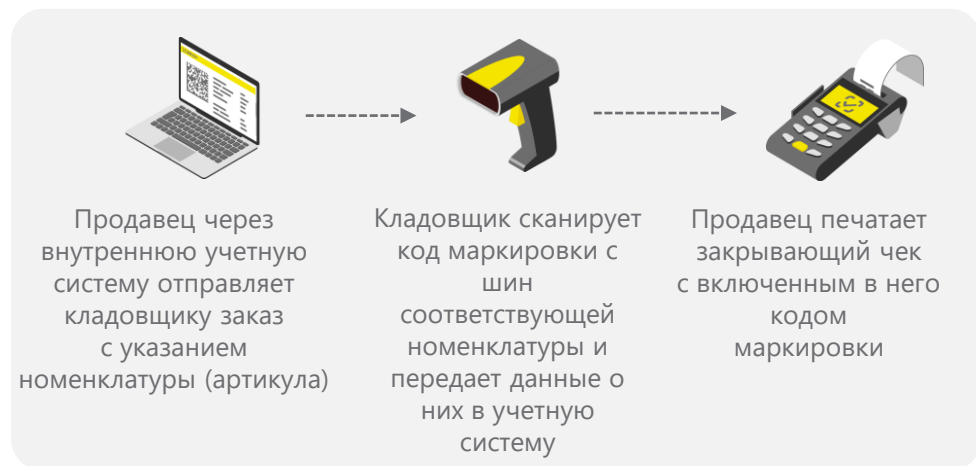 Продавец через
внутреннюю учетную
систему отправляет
кладовщику заказ
с указанием
номенклатуры (артикула)
Кладовщик сканирует
код маркировки с
шин
соответствующей
номенклатуры и
передает данные о
них в учетную
систему
Продавец печатает
закрывающий чек
с включенным в него
кодом
маркировки